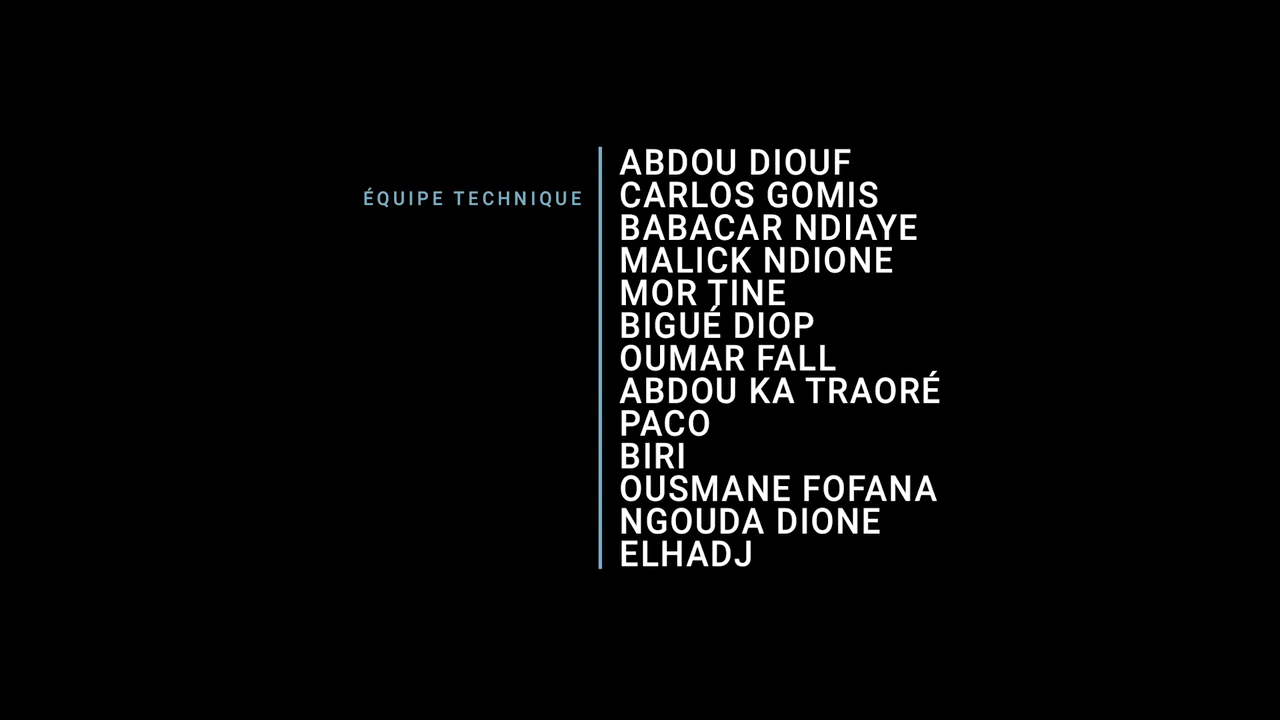 ÉQUIPE TECHNIQUE
ABDOU DIOUF
CARLOS GOMIS
BABACAR NDIAYE
MALICK NDIONE
MOR TINE
BIGUÉ DIOP
OUMAR FALL
ABDOU KA TRAORÉ
PACO
BIRI
OUSMANE FOFANA
NGOUDA DIONE
ELHADJ